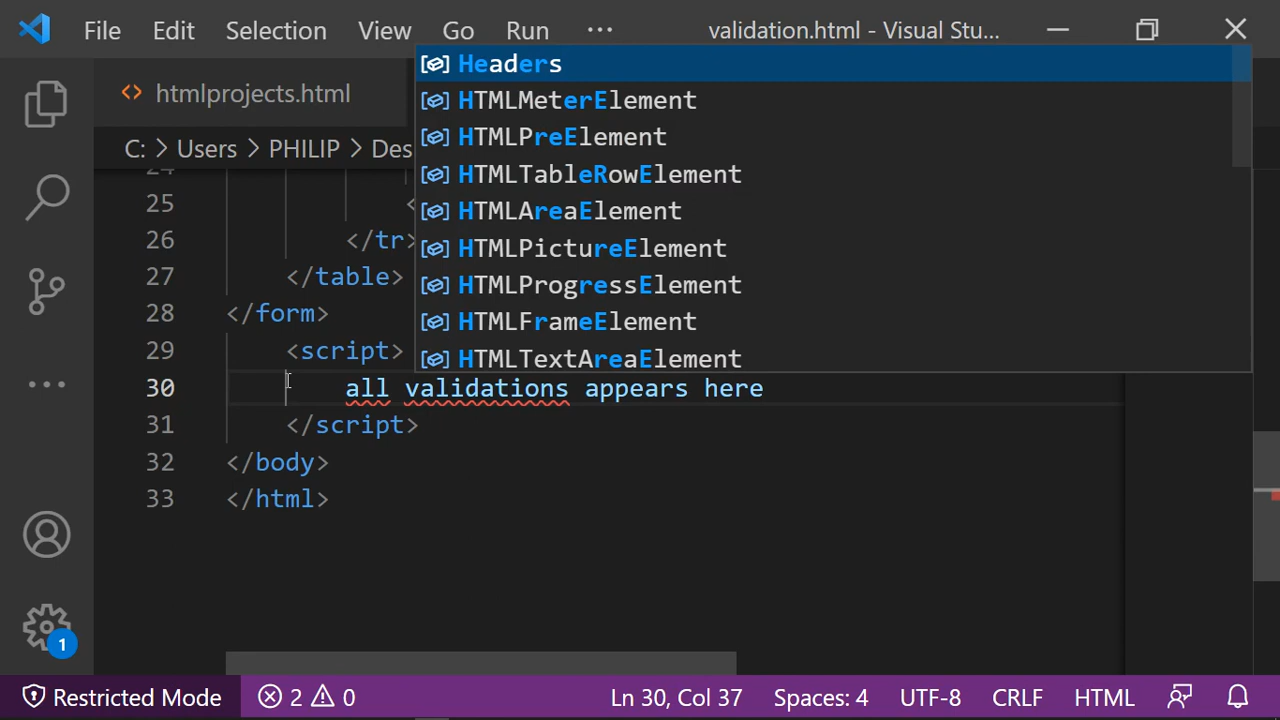 File Edit Selection View Go Run ··· validation.html - Visual Stu...
htmlprojects.html
C: > Users > PHILIP > Des
Headers
HTMLMeterElement
HTMLPreElement
HTMLTableRowElement
HTMLAreaElement
HTMLPictureElement
HTMLProgressElement
HTMLFrameElement
HTMLTextAreaElement
24
25 <
26 </tr>
27 </table>
28 </form>
29 <script>
30 all validations appears here
31 </script>
32 </body>
33 </html>
1
Restricted Mode 2 0 Ln 30, Col 37 Spaces: 4 UTF-8 CRLF HTML